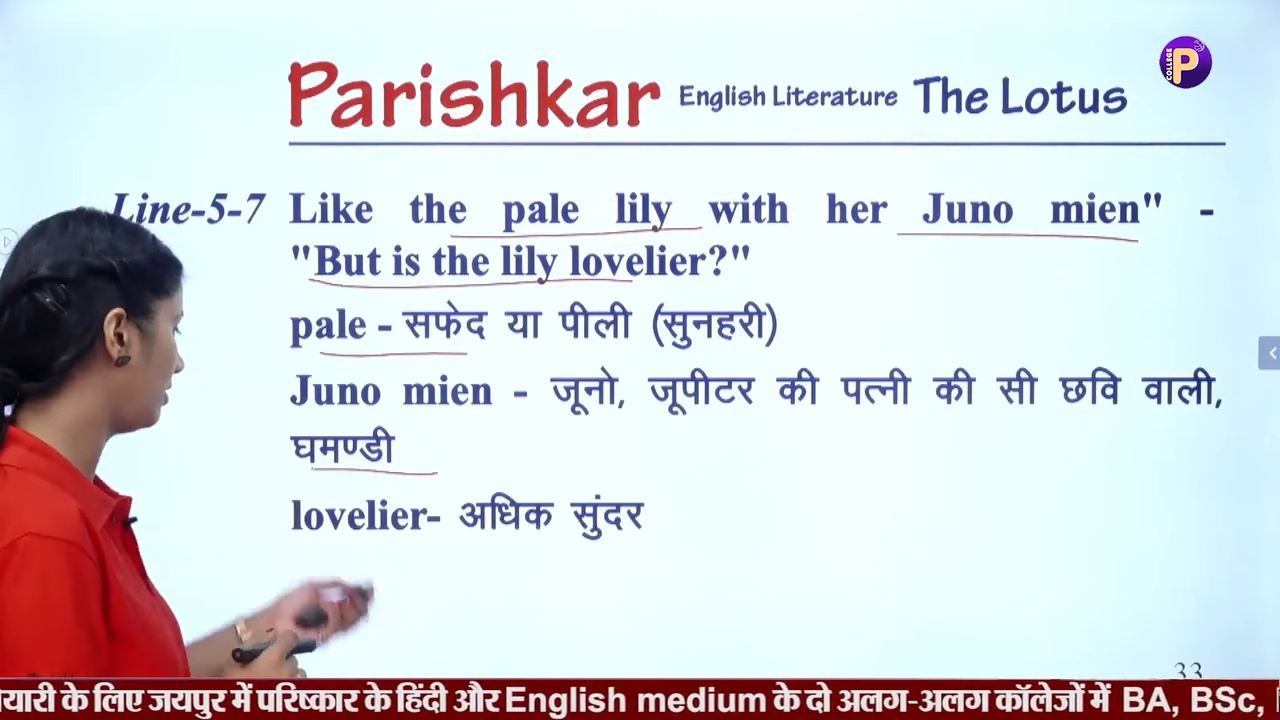 COLLEGE P
Parishkar English Literature The Lotus
Line-5-7 Like the pale lily with her Juno mien" -
"But is the lily lovelier?"
pale - सफेद या पीली (सुनहरी)
Juno mien - जूनो, जूपीटर की पत्नी की सी छवि वाली,
घमण्डी
lovelier- अधिक सुंदर
33
यारी के लिए जयपुर में परिष्कार के हिंदी और English medium के दो अलग-अलग कॉलेजों में BA, BSc,